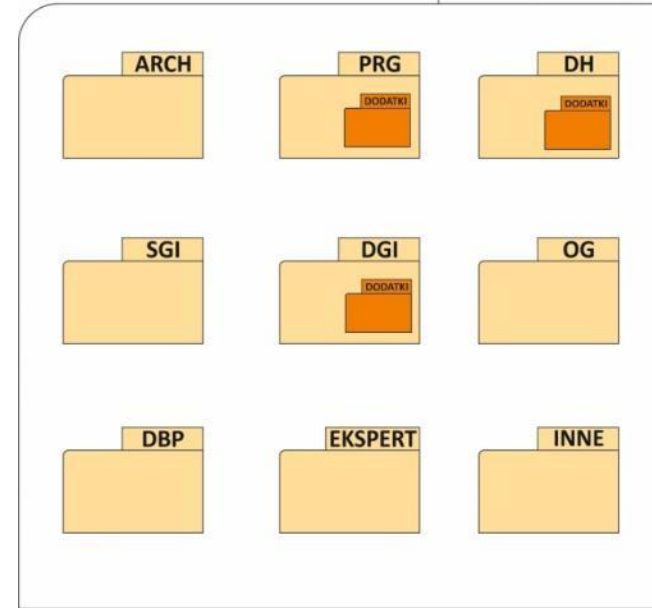 ARCH PRG DH
DODATKI DODATKI
SGI DGI OG
DODATKI
DBP EKSPERT INNE